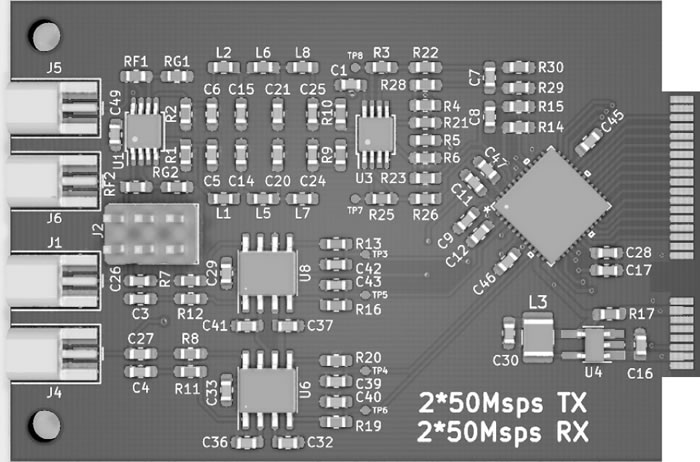 J5
RF1 RG1 L2 L6 L8 TP8 R3 R22 R30
C49 R2 C6 C15 C21 C25 R10 C1 R28 C7 R29
R4 C8 R15
R21 R14 C45
U1 R5
R1 R9 R6
RF2 RG2 C5 C14 C20 C24 U3 R23 C47
C11
J6 L1 L5 L7 TP7 R25 R26
J2 C9
J1 R13 C12
TP3
C26 R7 C29 U8 C42 C46 C28
C43 TP5 C17
C3 R12 R16 L3 R17
C27 R8 C41 C37
R20 C30 U4 C16
C4 R11 C33 U6 TP4
C39
J4 C40 TP6
R19
C36 C32
2*50Msps TX
2*50Msps RX